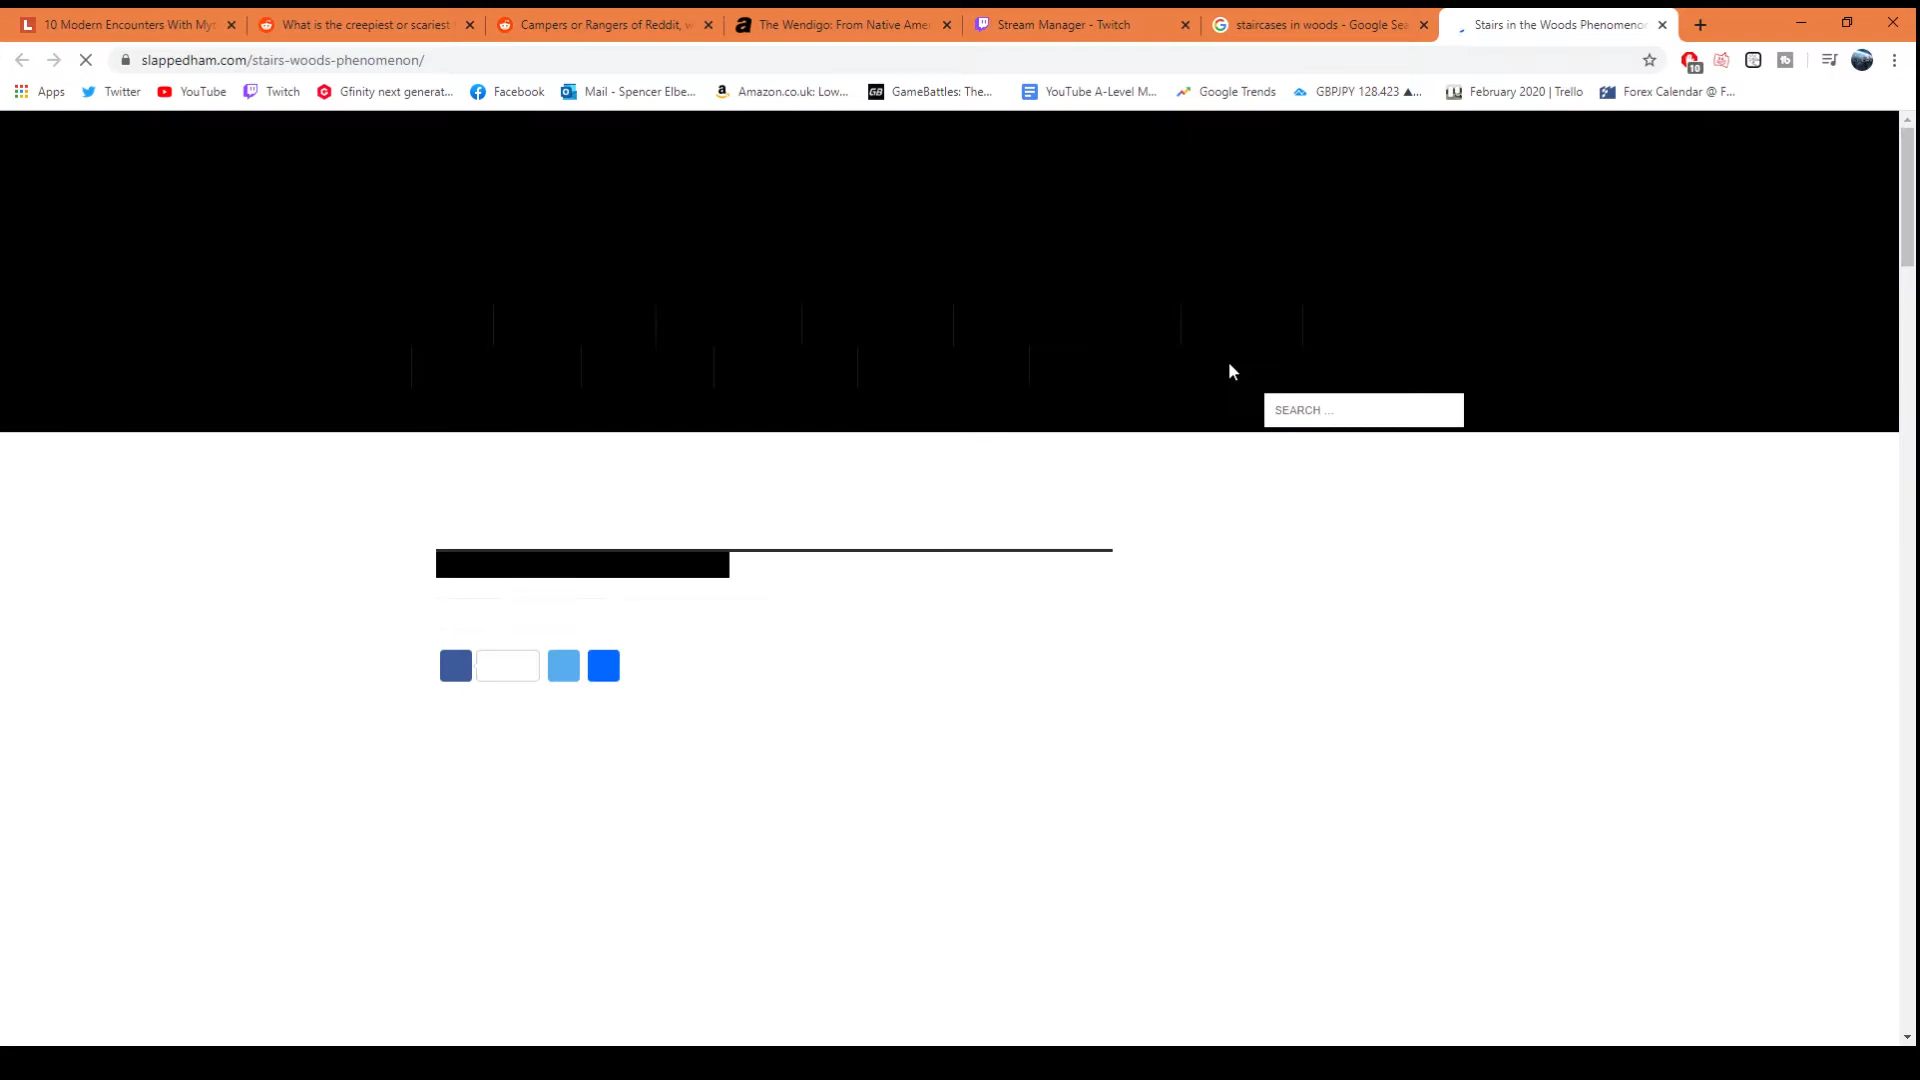 10 Modern Encounters With My
What is the creepiest or scariest
Campers or Rangers of Reddit, w
The Wendigo: From Native Ame
Stream Manager - Twitch
staircases in woods - Google Sea
Stairs in the Woods Phenomenon
slappedham.com/stairs-woods-phenomenon/
10
Apps
Twitter
YouTube
Twitch
Gfinity next generat...
Facebook
Mail - Spencer Elbe...
Amazon.co.uk: Low...
GB GameBattles: The...
YouTube A-Level M...
Google Trends
GBPJPY 128.423 ▲...
February 2020 | Trello
Forex Calendar @ F...
SEARCH ...